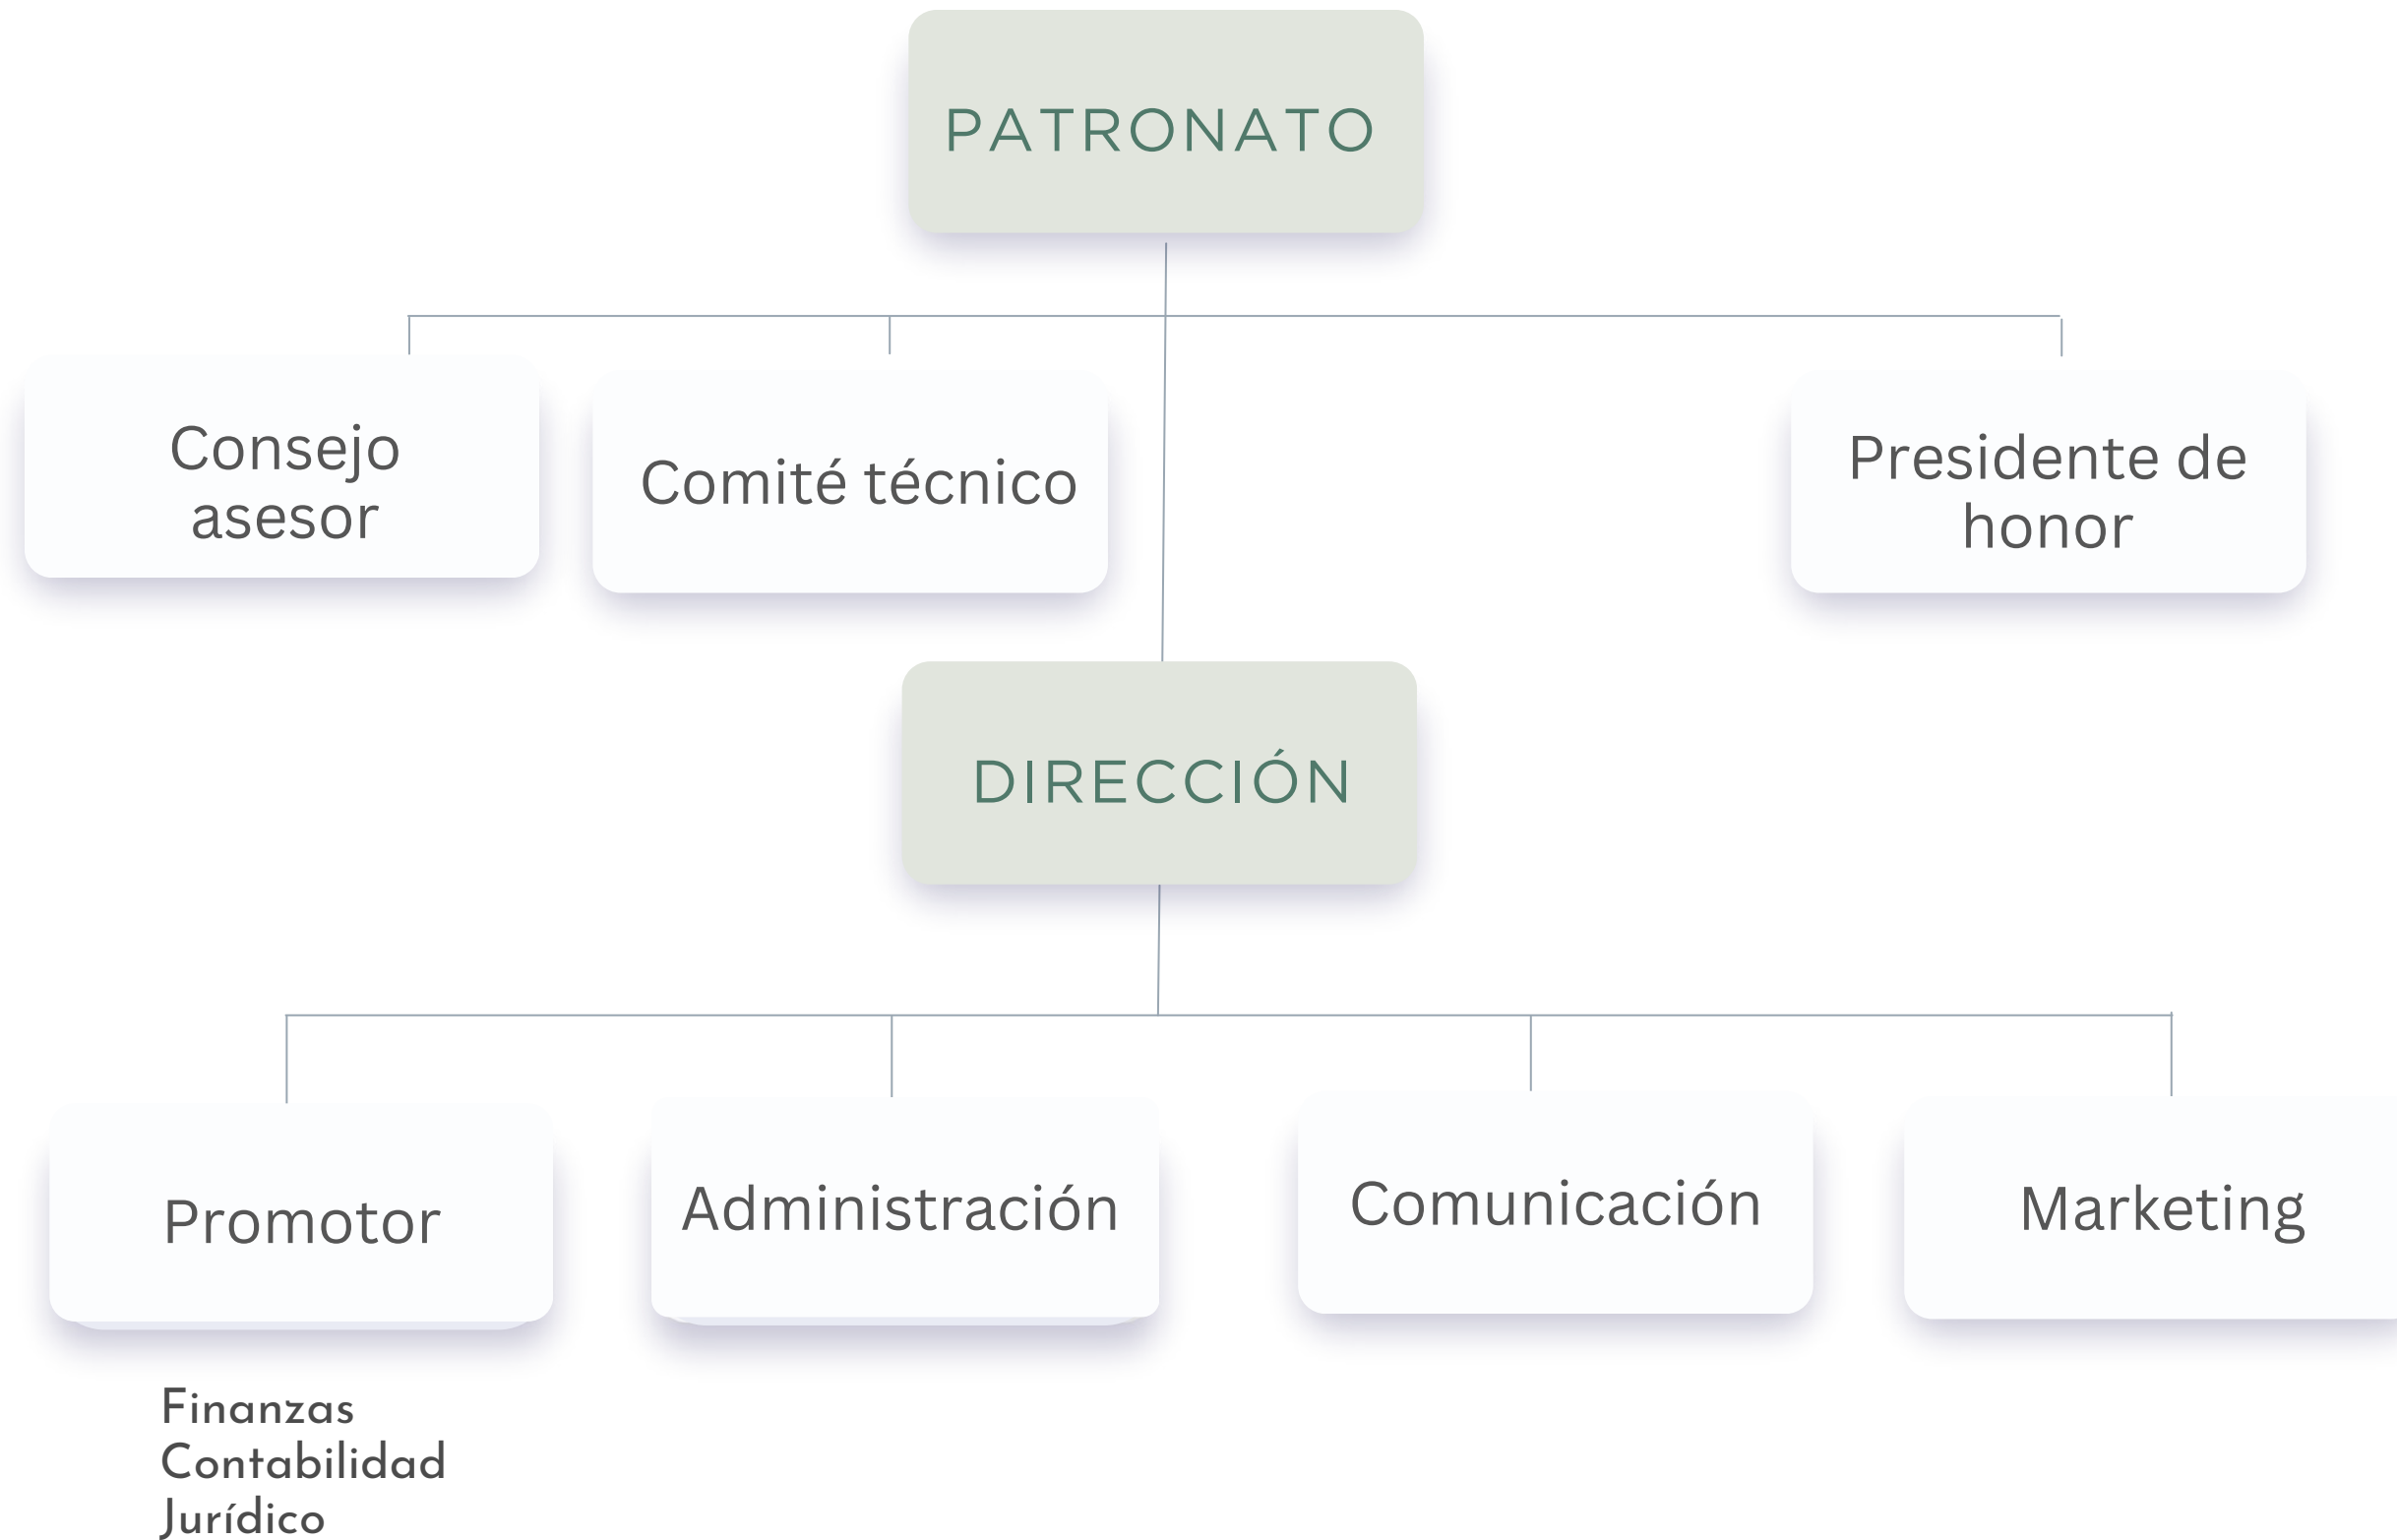 PATRONATO
Consejo
asesor
Comité técnico
Presidente de
honor
DIRECCIÓN
Promotor
Administración
Comunicación
Marketing
Finanzas
Contabilidad
Jurídico